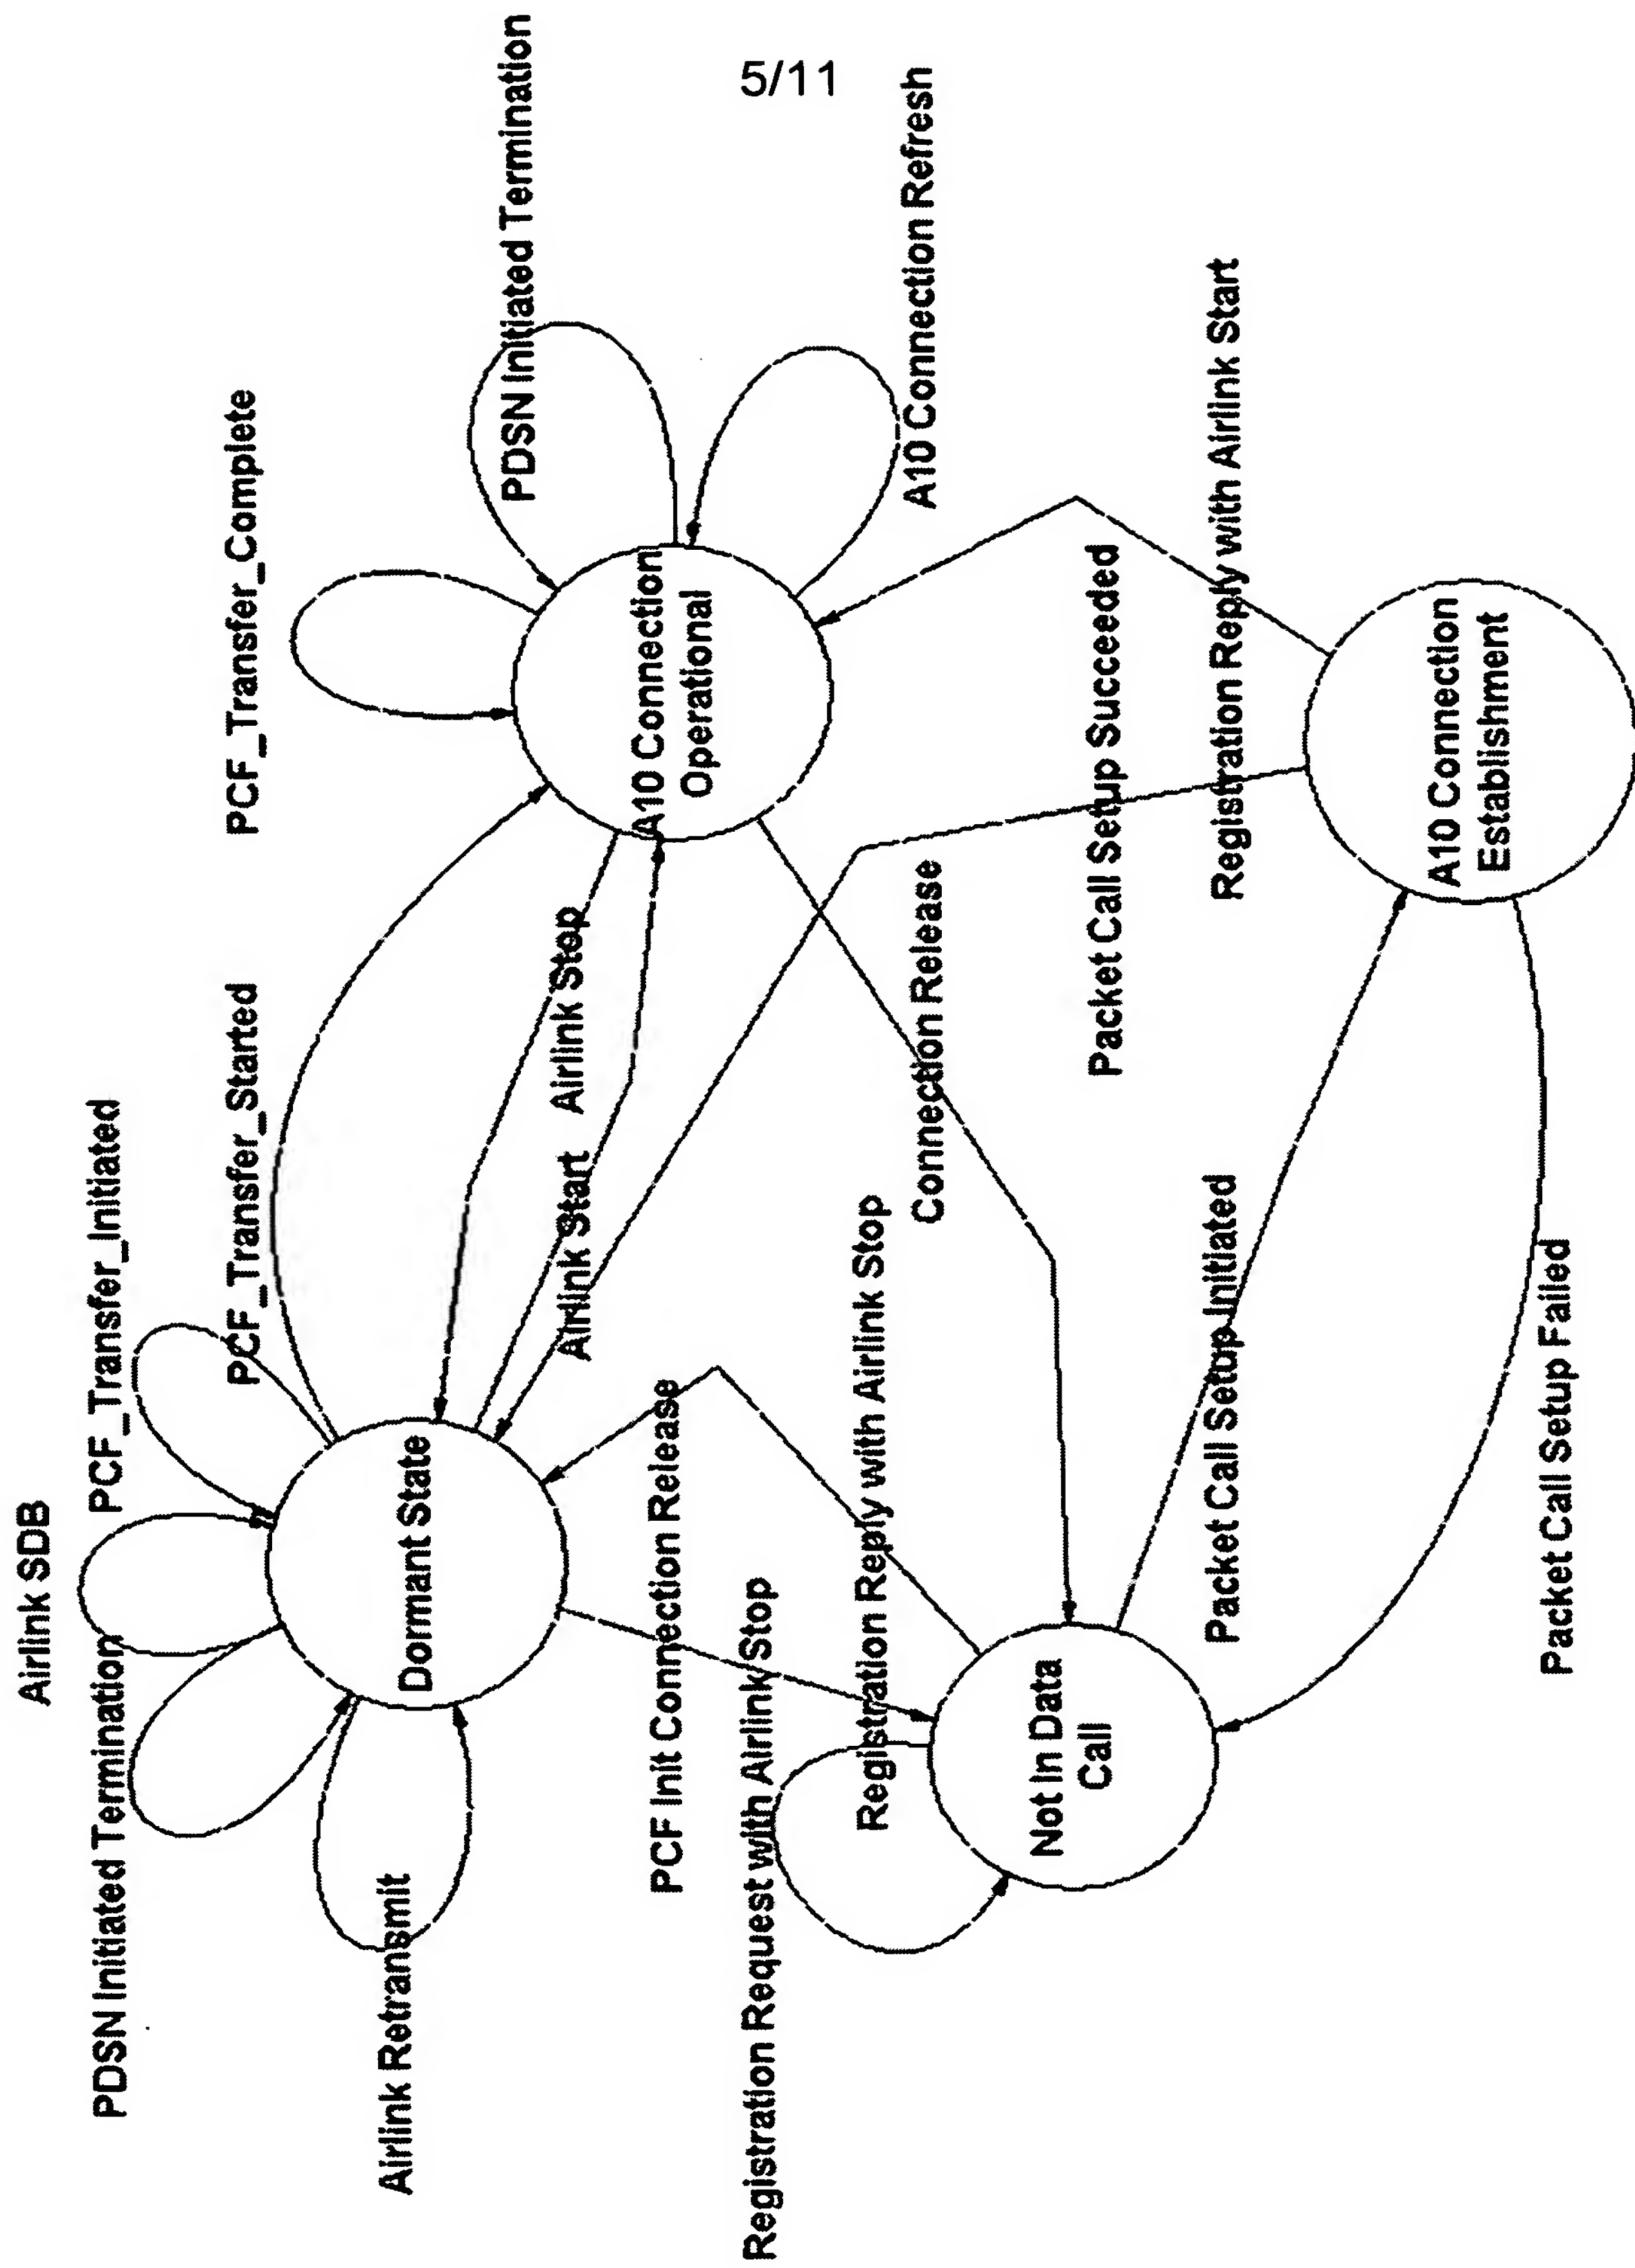 5/11
Airlink SDB
PDSN Initiated Termination
PCF_Transfer_Initiated
PCF_Transfer_Started
PCF_Transfer_Complete
Airlink Retransmit
Dormant State
PDSN Initiated Termination
Airlink Stop
Airlink Start
A10 Connection
Operational
PCF Init Connection Release
Registration Request with Airlink Stop
Registration Reply with Airlink Stop
Connection Release
A10 Connection Refresh
Not In Data
Call
Packet Call Setup Succeeded
Packet Call Setup Initiated
Registration Reply with Airlink Start
A10 Connection
Establishment
Packet Call Setup Failed